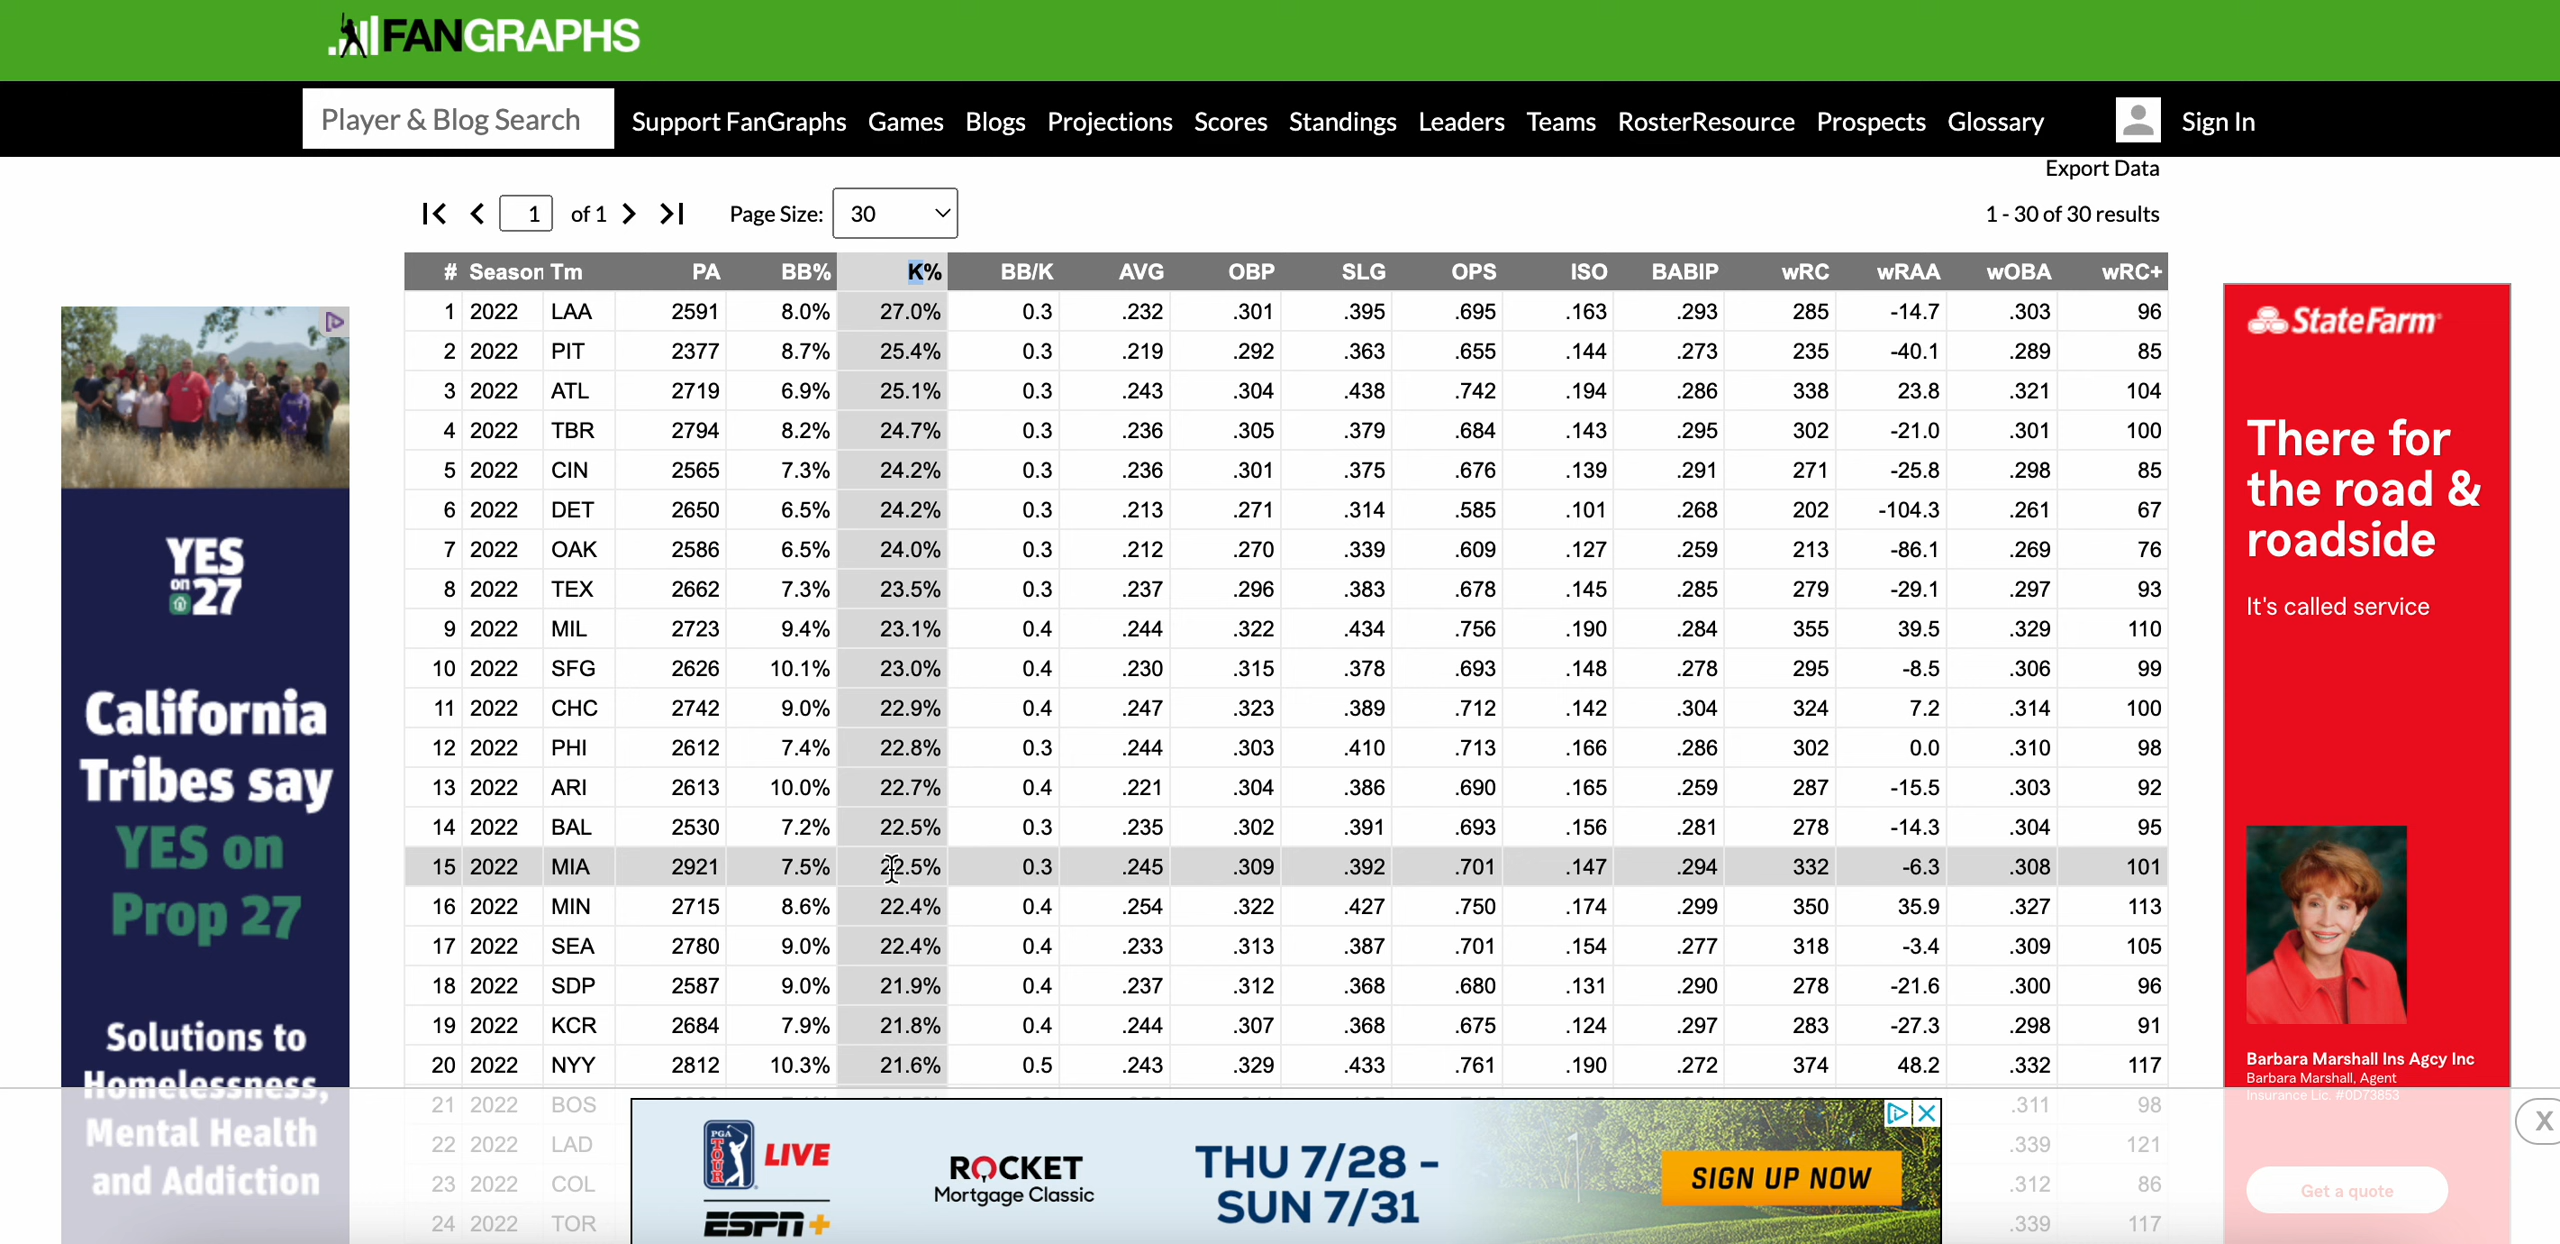 FANGRAPHS
Player & Blog Search Support FanGraphs Games Blogs Projections Scores Standings Leaders Teams RosterResource Prospects Glossary Sign In
Export Data
1 of 1 Page Size: 30 1 - 30 of 30 results
# Season Tm PA BB% K% BB/K AVG OBP SLG OPS ISO BABIP wRC wRAA wOBA wRC+
1 2022 LAA 2591 8.0% 27.0% 0.3 .232 .301 .395 .695 .163 .293 285 -14.7 .303 96
2 2022 PIT 2377 8.7% 25.4% 0.3 .219 .292 .363 .655 .144 .273 235 -40.1 .289 85
3 2022 ATL 2719 6.9% 25.1% 0.3 .243 .304 .438 .742 .194 .286 338 23.8 .321 104
4 2022 TBR 2794 8.2% 24.7% 0.3 .236 .305 .379 .684 .143 .295 302 -21.0 .301 100
5 2022 CIN 2565 7.3% 24.2% 0.3 .236 .301 .375 .676 .139 .291 271 -25.8 .298 85
6 2022 DET 2650 6.5% 24.2% 0.3 .213 .271 .314 .585 .101 .268 202 -104.3 .261 67
7 2022 OAK 2586 6.5% 24.0% 0.3 .212 .270 .339 .609 .127 .259 213 -86.1 .269 76
8 2022 TEX 2662 7.3% 23.5% 0.3 .237 .296 .383 .678 .145 .285 279 -29.1 .297 93
9 2022 MIL 2723 9.4% 23.1% 0.4 .244 .322 .434 .756 .190 .284 355 39.5 .329 110
10 2022 SFG 2626 10.1% 23.0% 0.4 .230 .315 .378 .693 .148 .278 295 -8.5 .306 99
11 2022 CHC 2742 9.0% 22.9% 0.4 .247 .323 .389 .712 .142 .304 324 7.2 .314 100
12 2022 PHI 2612 7.4% 22.8% 0.3 .244 .303 .410 .713 .166 .286 302 0.0 .310 98
13 2022 ARI 2613 10.0% 22.7% 0.4 .221 .304 .386 .690 .165 .259 287 -15.5 .303 92
14 2022 BAL 2530 7.2% 22.5% 0.3 .235 .302 .391 .693 .156 .281 278 -14.3 .304 95
15 2022 MIA 2921 7.5% 22.5% 0.3 .245 .309 .392 .701 .147 .294 332 -6.3 .308 101
16 2022 MIN 2715 8.6% 22.4% 0.4 .254 .322 .427 .750 .174 .299 350 35.9 .327 113
17 2022 SEA 2780 9.0% 22.4% 0.4 .233 .313 .387 .701 .154 .277 318 -3.4 .309 105
18 2022 SDP 2587 9.0% 21.9% 0.4 .237 .312 .368 .680 .131 .290 278 -21.6 .300 96
19 2022 KCR 2684 7.9% 21.8% 0.4 .244 .307 .368 .675 .124 .297 283 -27.3 .298 91
20 2022 NYY 2812 10.3% 21.6% 0.5 .243 .329 .433 .761 .190 .272 374 48.2 .332 117
21 2022 BOS .311 98
22 2022 LAD .339 121
23 2022 COL .312 86
24 2022 TOR .339 117
YES
on
27
California
Tribes say
YES on
Prop 27
Solutions to
Homelessness,
Mental Health
and Addiction
PGA
TOUR
LIVE
ESPN+
ROCKET
Mortgage Classic
THU 7/28 -
SUN 7/31
SIGN UP NOW
State Farm
There for
the road &
roadside
It's called service
Barbara Marshall Ins Agcy Inc
Barbara Marshall, Agent
Insurance Lic. #0D73853
Get a quote
X